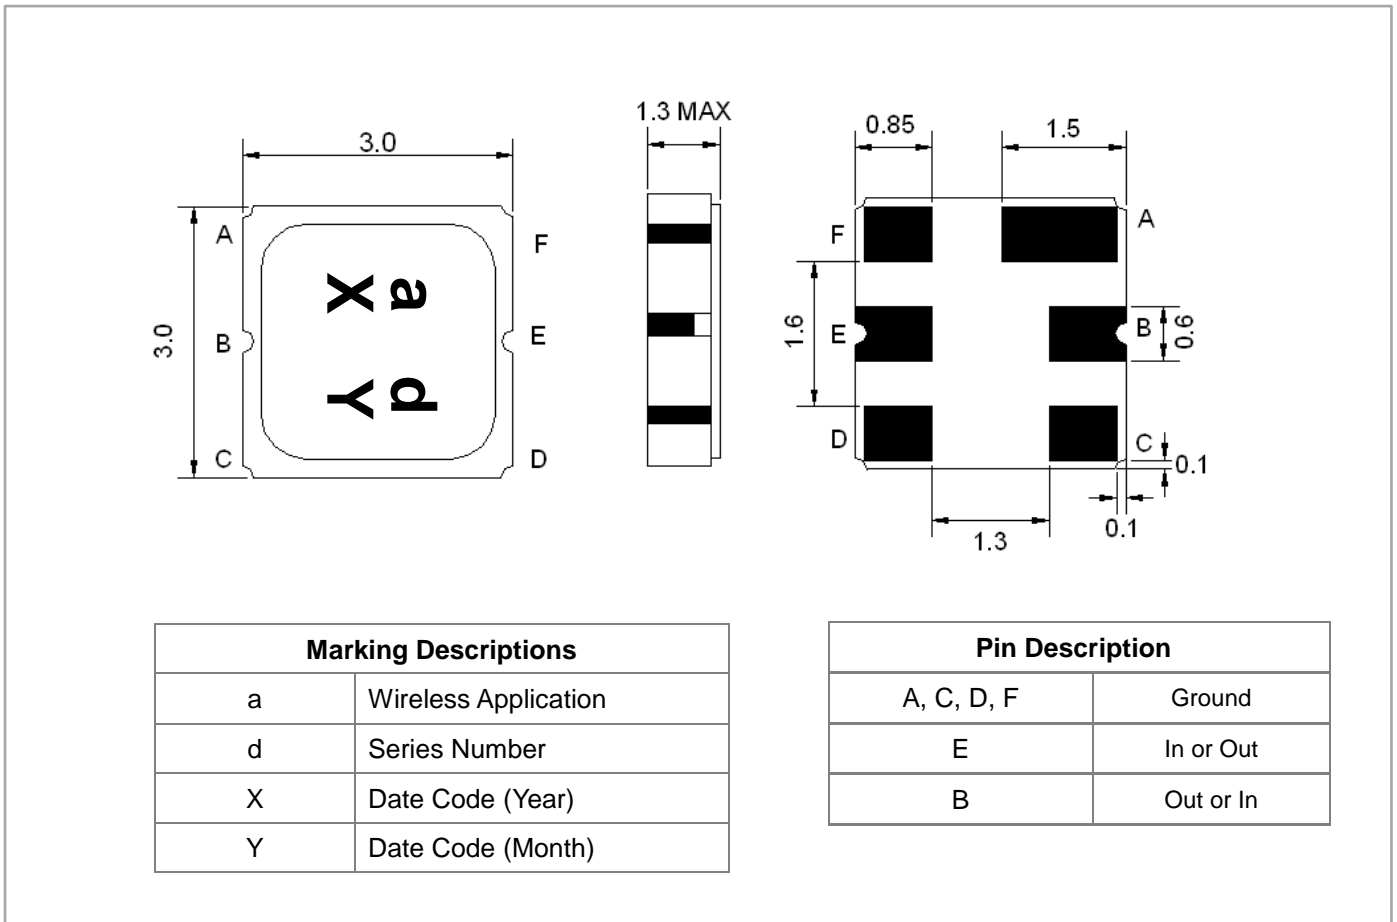 3.0
3.0
A
B
C
F
E
D
a
X
d
Y
1.3 MAX
0.85
1.5
F
E
D
A
B
C
1.6
0.6
0.1
0.1
1.3
Marking Descriptions
a Wireless Application
d Series Number
X Date Code (Year)
Y Date Code (Month)
Pin Description
A, C, D, F Ground
E In or Out
B Out or In